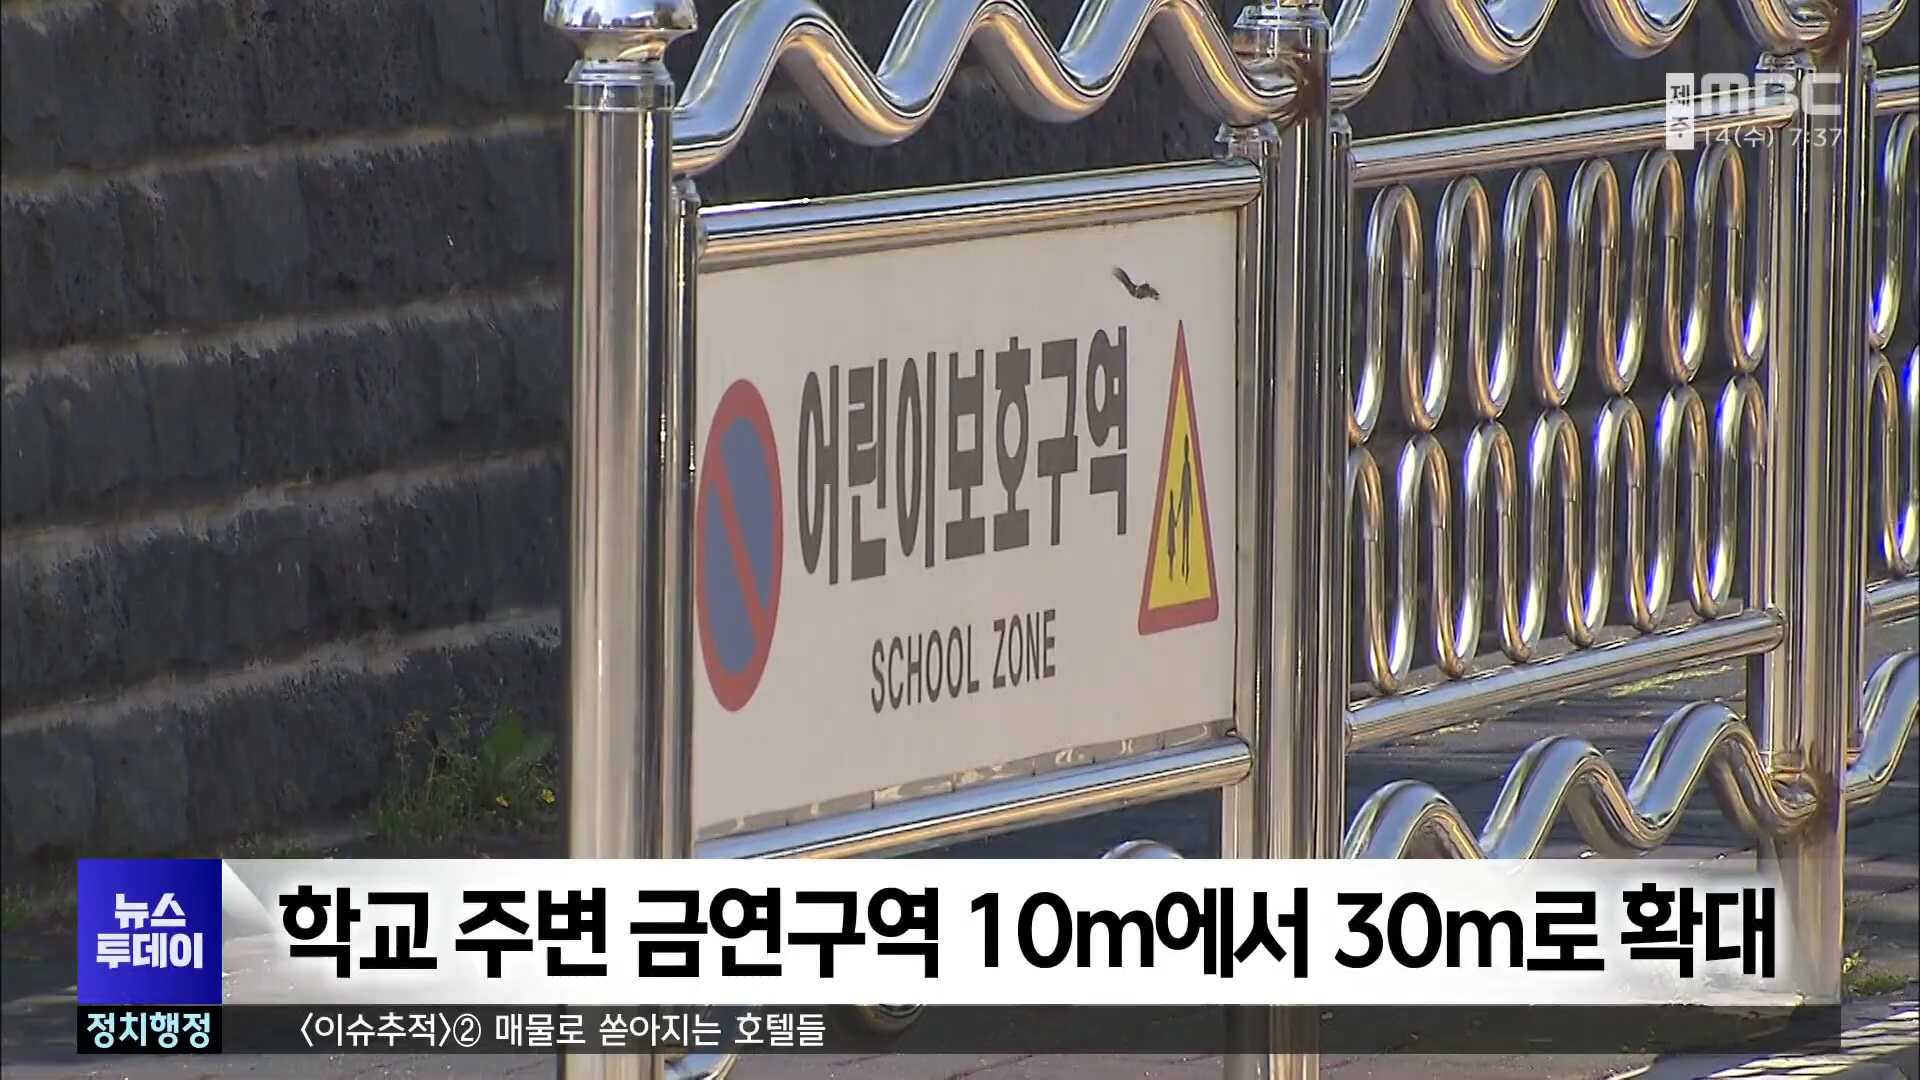 제주 MBC
14(수) 7:37
어린이보호구역
SCHOOL ZONE
뉴스
투데이
학교 주변 금연구역 10m에서 30m로 확대
정치행정
〈이슈추적〉② 매물로 쏟아지는 호텔들